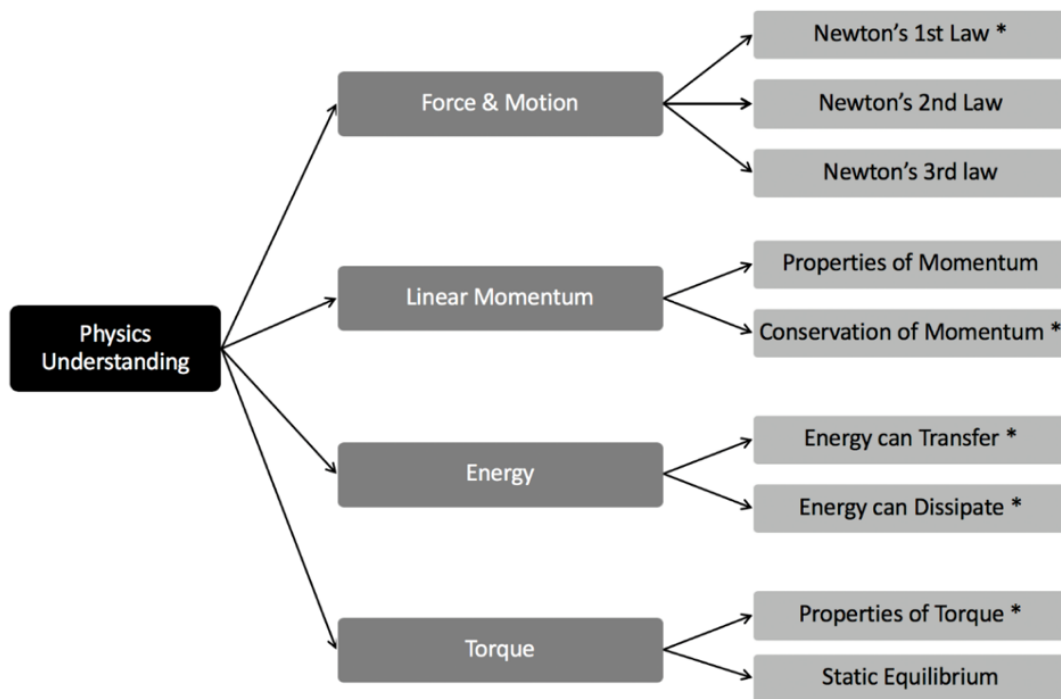 Newton’s 1st Law *
Force & Motion
Newton’s 2nd Law
Newton’s 3rd law
Properties of Momentum
Linear Momentum
Conservation of Momentum *
Physics
Understanding
Energy can Transfer *
Energy
Energy can Dissipate *
Properties of Torque *
Torque
Static Equilibrium